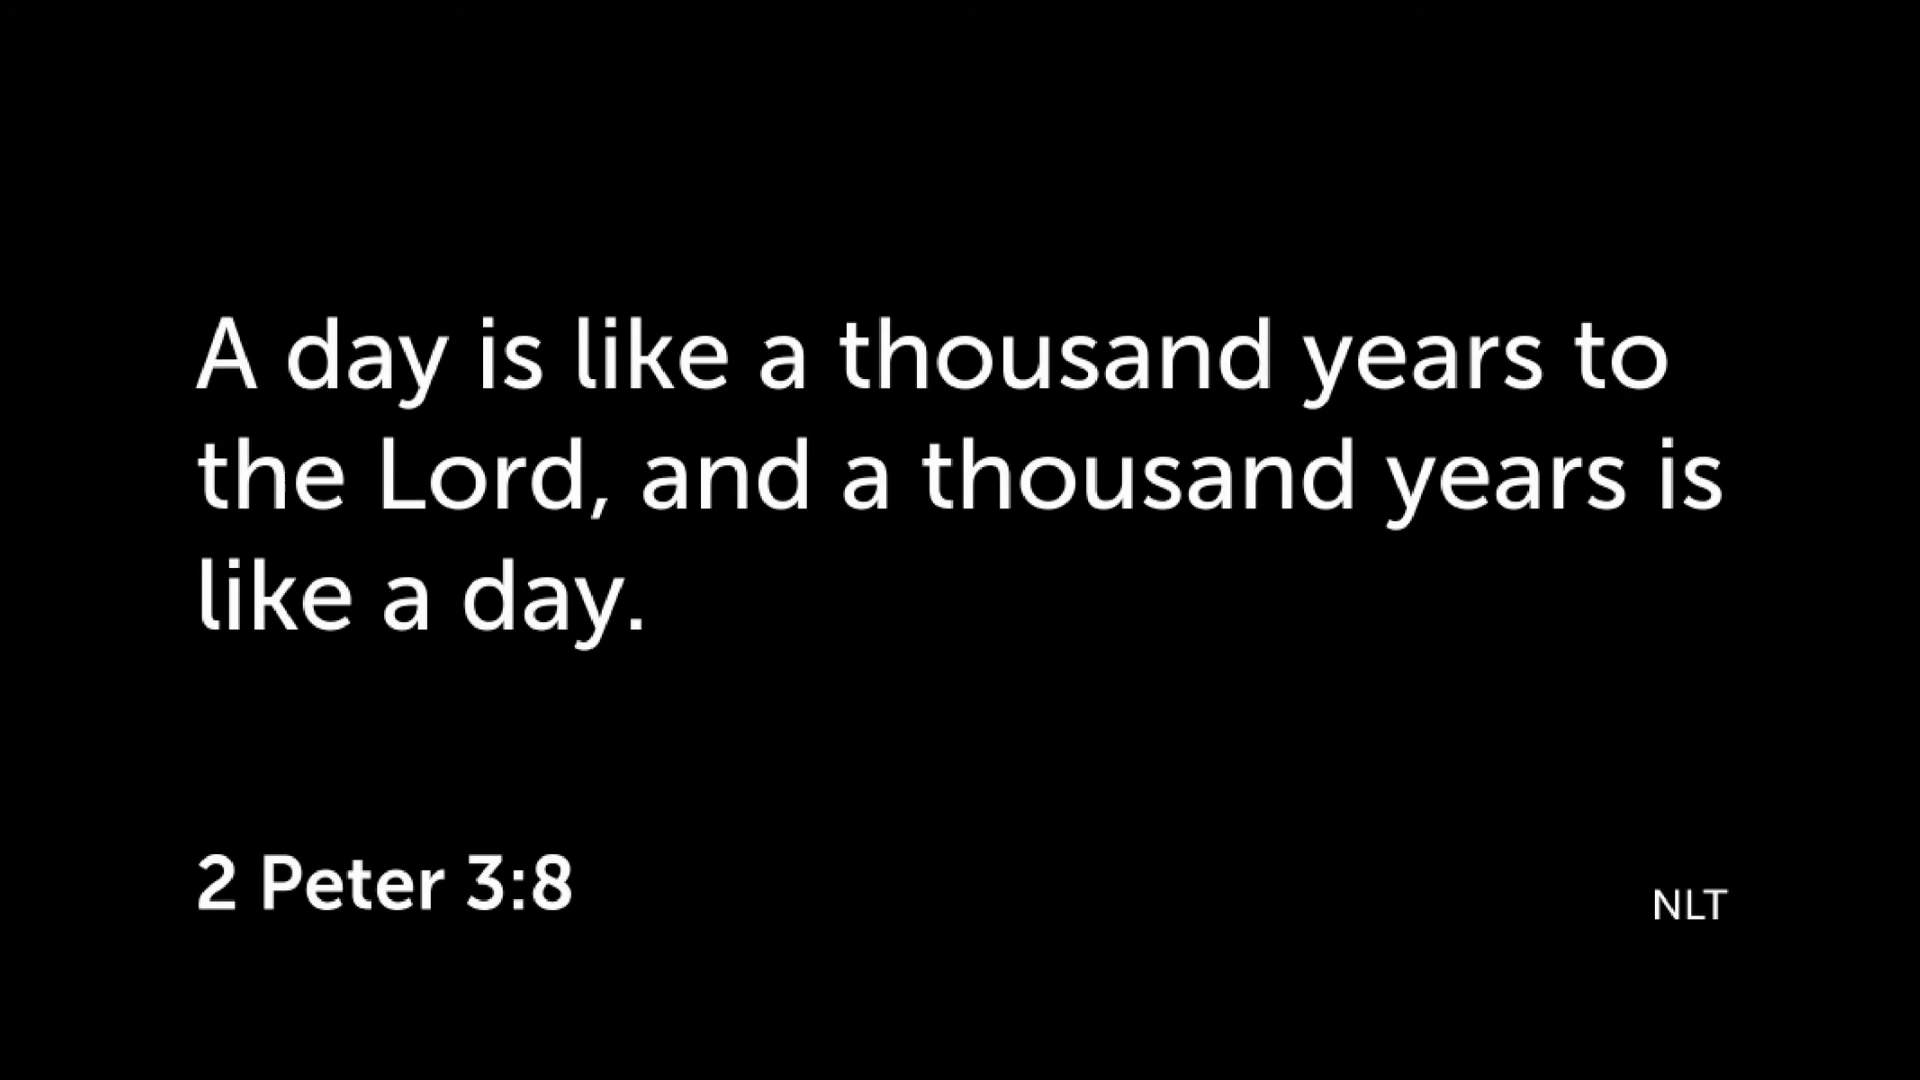 A day is like a thousand years to
the Lord, and a thousand years is
like a day.
2 Peter 3:8
NLT